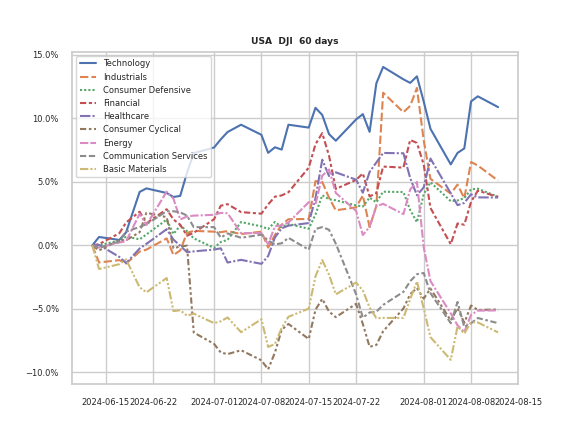 USA DJI 60 days
15.0%
10.0%
5.0%
0.0%
−5.0%
−10.0%
Technology
Industrials
Consumer Defensive
Financial
Healthcare
Consumer Cyclical
Energy
Communication Services
Basic Materials
2024-06-15 2024-06-22 2024-07-01 2024-07-08 2024-07-15 2024-07-22 2024-08-01 2024-08-08 2024-08-15